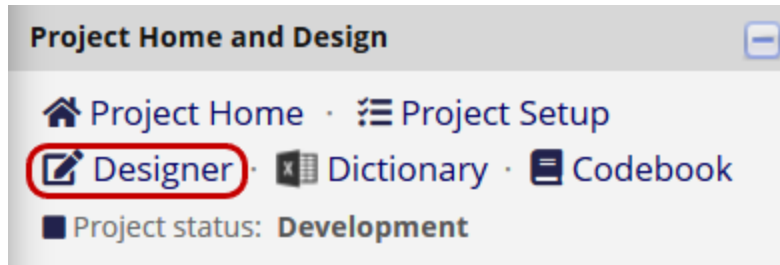 Project Home and Design
Project Home · Project Setup
Designer · Dictionary · Codebook
Project status: Development